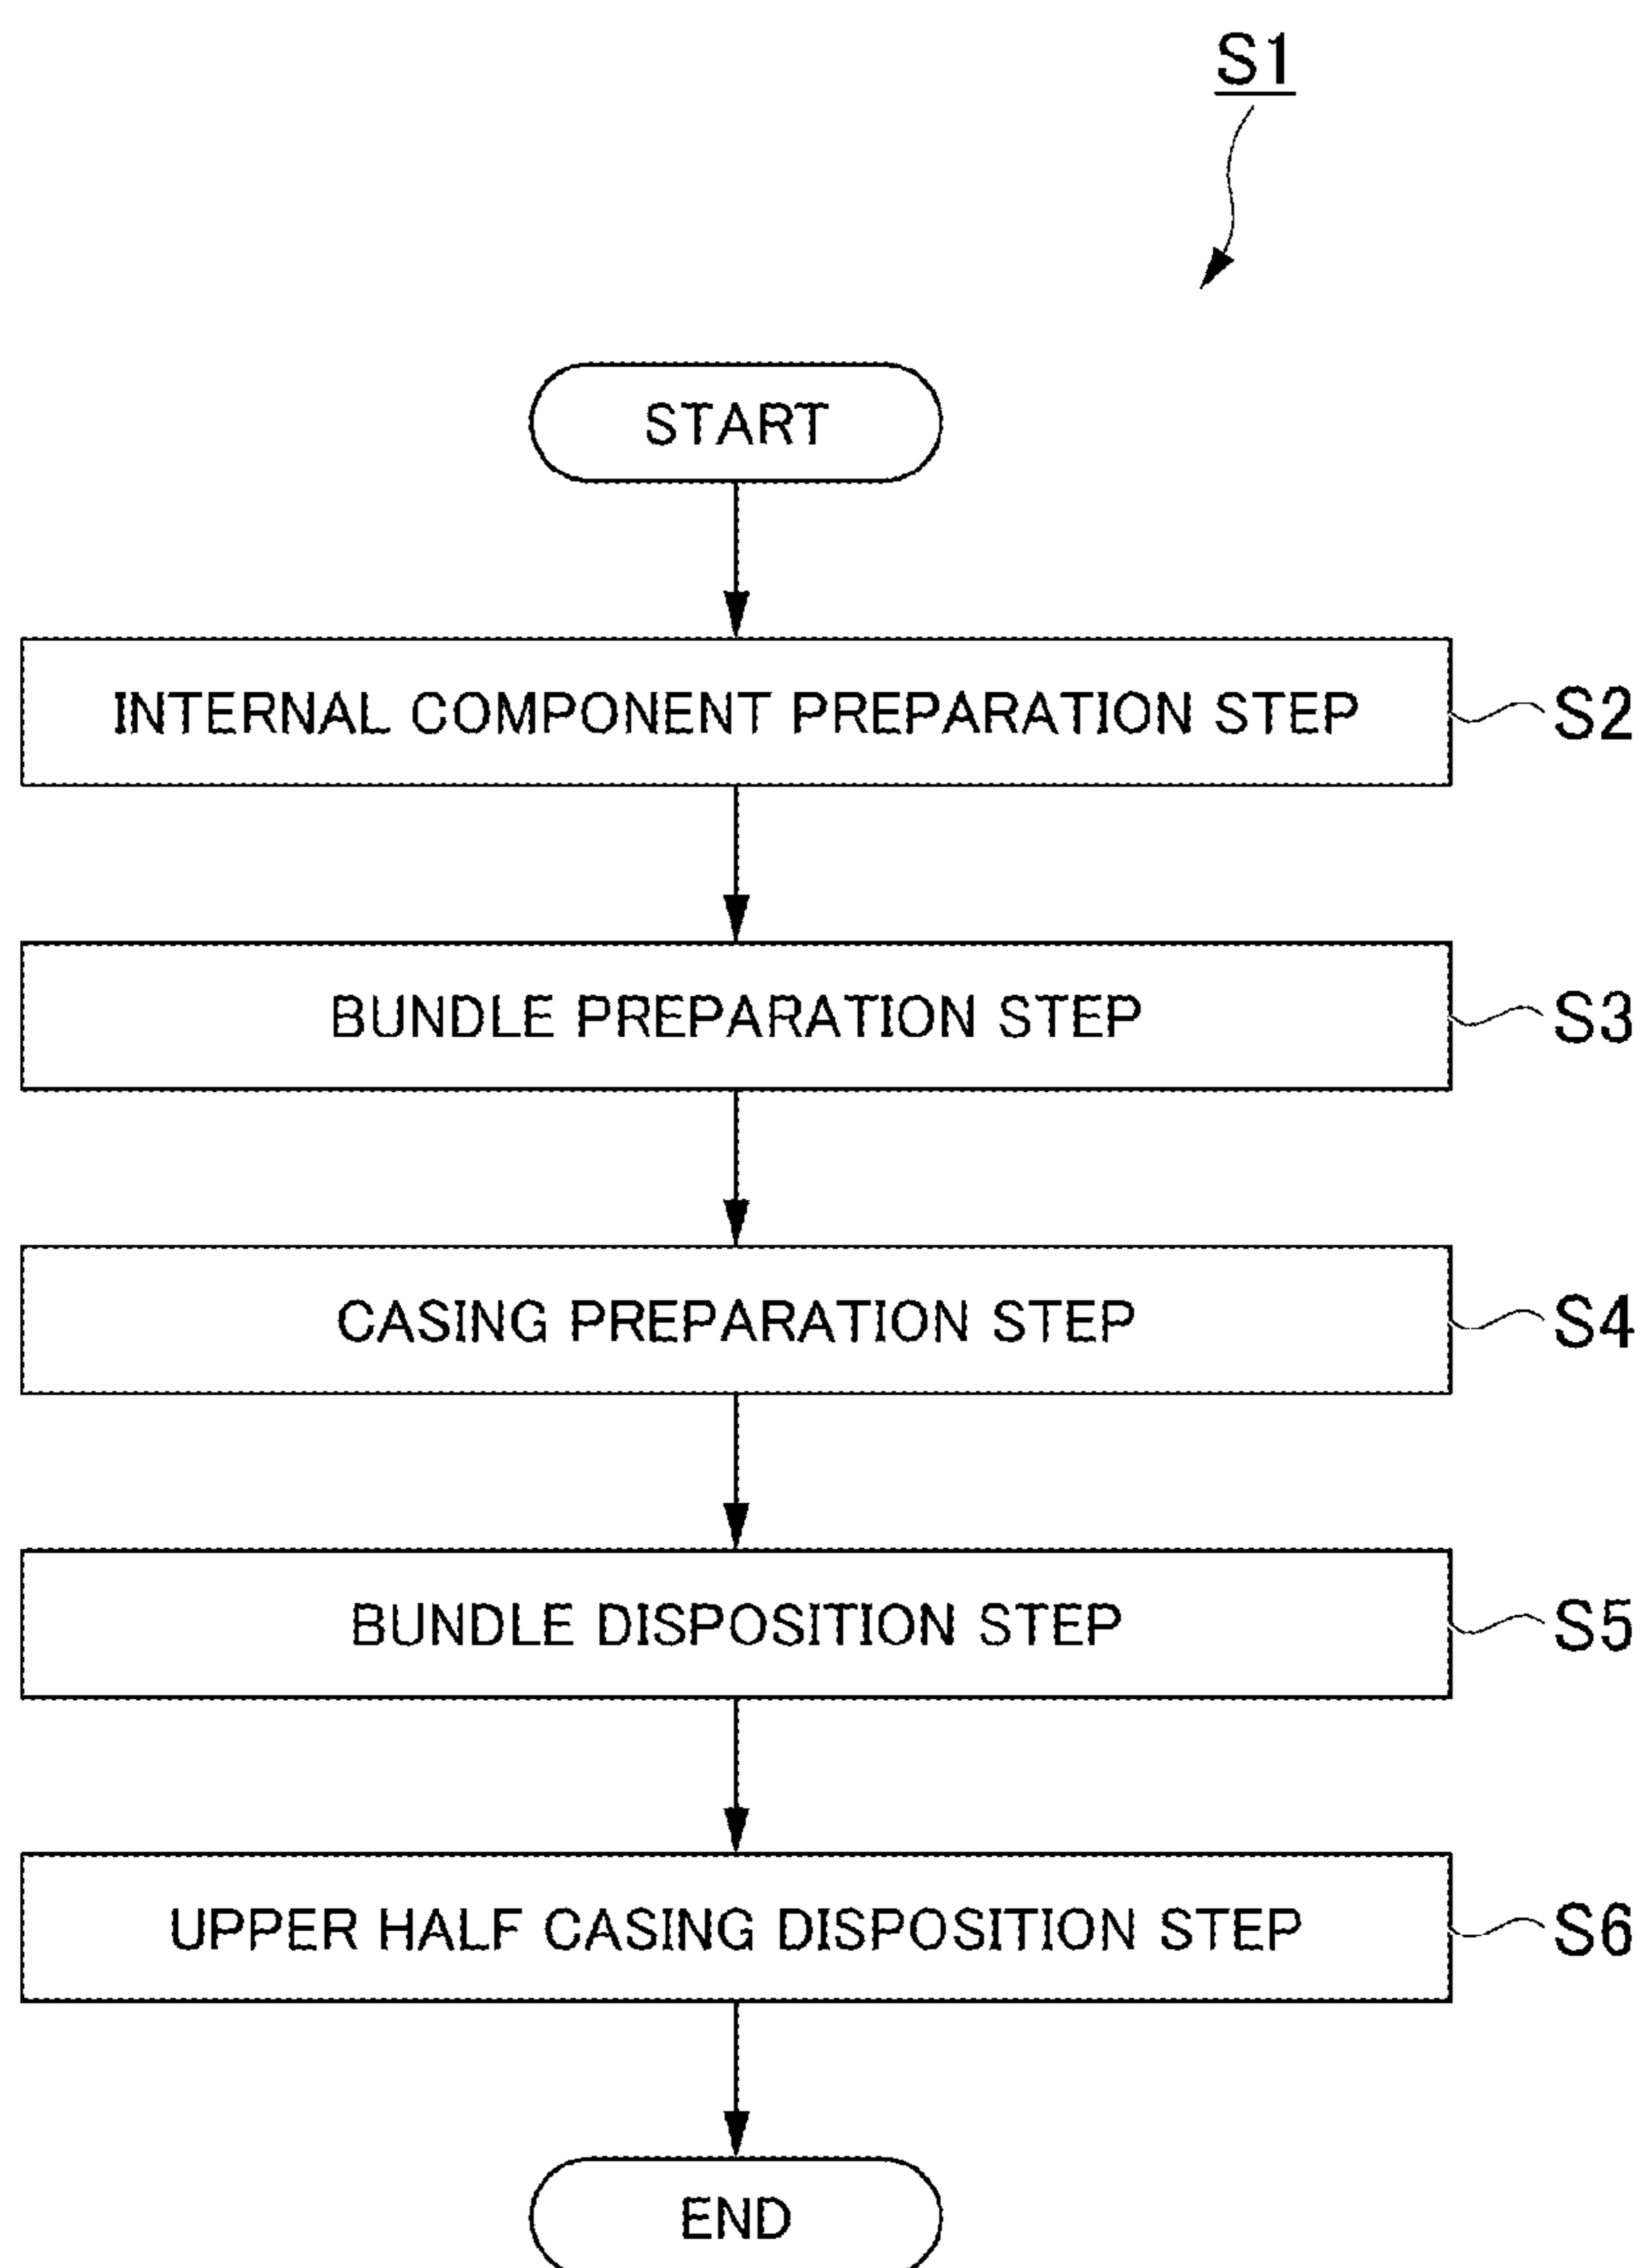 S1
START
INTERNAL COMPONENT PREPARATION STEP
S2
BUNDLE PREPARATION STEP
S3
CASING PREPARATION STEP
S4
BUNDLE DISPOSITION STEP
S5
UPPER HALF CASING DISPOSITION STEP
S6
END